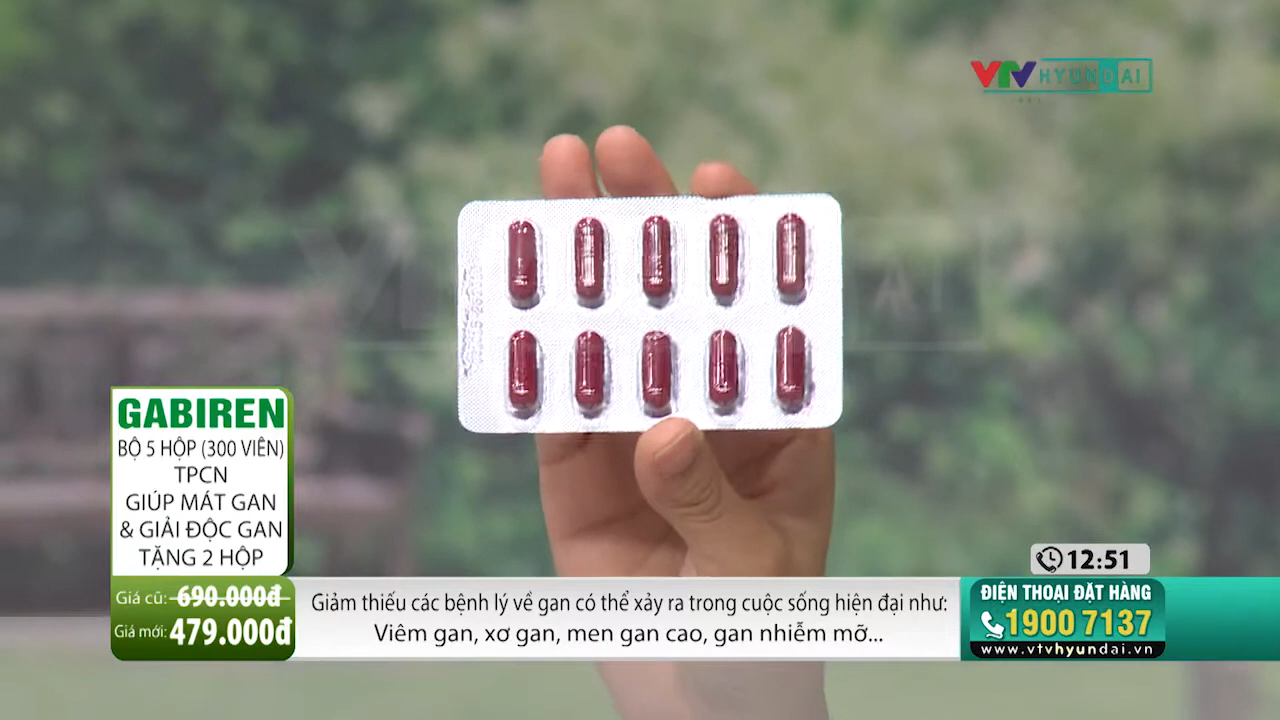 VTV HYUNDAI
GABIREN
BỘ 5 HỘP (300 VIÊN)
TPCN
GIÚP MÁT GAN
& GIẢI ĐỘC GAN
TẶNG 2 HỘP
Giá cũ: 690.000đ
Giá mới: 479.000đ
Giảm thiếu các bệnh lý về gan có thể xảy ra trong cuộc sống hiện đại như:
Viêm gan, xơ gan, men gan cao, gan nhiễm mỡ...
12:51
ĐIỆN THOẠI ĐẶT HÀNG
1900 7137
www.vtvhyundai.vn